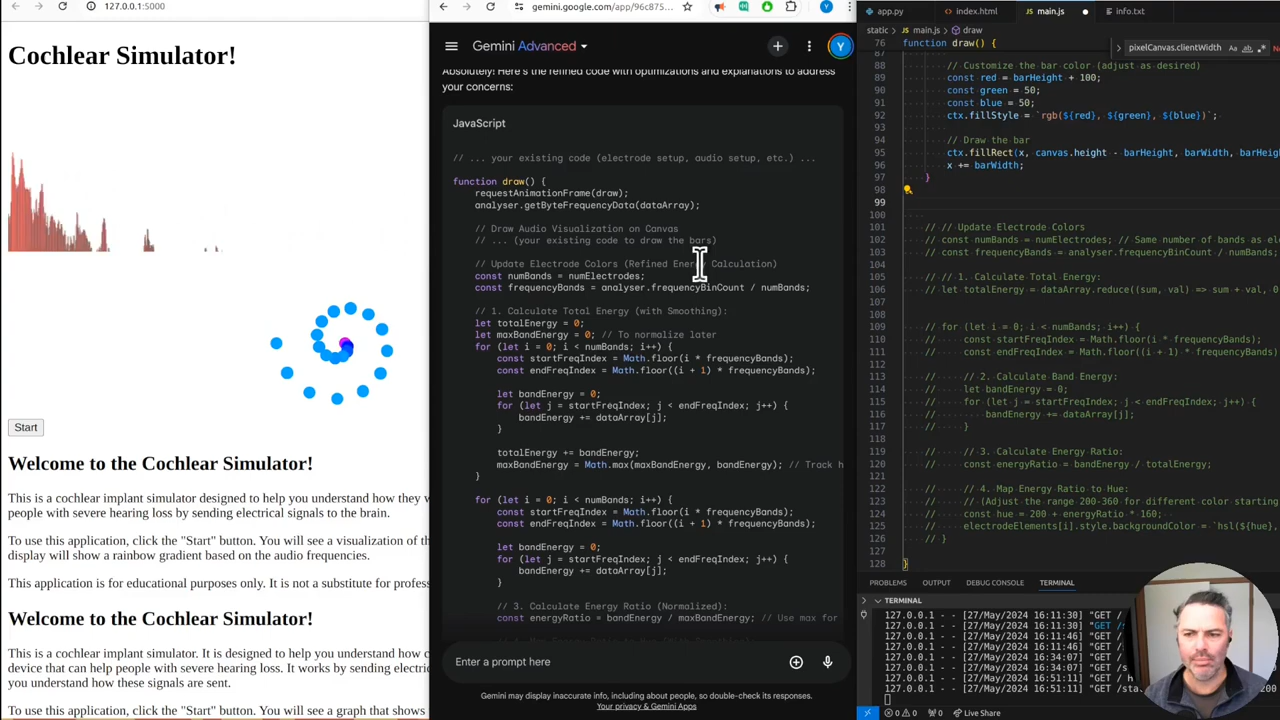 127.0.0.1:5000
Cochlear Simulator!
Start
Welcome to the Cochlear Simulator!
This is a cochlear implant simulator designed to help you understand how they w
people with severe hearing loss by sending electrical signals to the brain.
To use this application, click the "Start" button. You will see a visualization of th
display will show a rainbow gradient based on the audio frequencies.
This application is for educational purposes only. It is not a substitute for profes
Welcome to the Cochlear Simulator!
This is a cochlear implant simulator. It is designed to help you understand how c
device that can help people with severe hearing loss. It works by sending electric
you understand how these signals are sent.
To use this application, click the "Start" button. You will see a graph that shows
gemini.google.com/app/96c875...
Y
Gemini Advanced
Y
Absolutely! Here's the refined code with optimizations and explanations to address
your concerns:
JavaScript
// ... your existing code (electrode setup, audio setup, etc.) ...
function draw() {
requestAnimationFrame(draw);
analyser.getByteFrequencyData(dataArray);
// Draw Audio Visualization on Canvas
// ... (your existing code to draw the bars)
// Update Electrode Colors (Refined Energy Calculation)
const numBands = numElectrodes;
const frequencyBands = analyser.frequencyBinCount / numBands;
// 1. Calculate Total Energy (with Smoothing):
let totalEnergy = 0;
let maxBandEnergy = 0; // To normalize later
for (let i = 0; i < numBands; i++) {
const startFreqIndex = Math.floor(i * frequencyBands);
const endFreqIndex = Math.floor((i + 1) * frequencyBands);
let bandEnergy = 0;
for (let j = startFreqIndex; j < endFreqIndex; j++) {
bandEnergy += dataArray[j];
}
totalEnergy += bandEnergy;
maxBandEnergy = Math.max(maxBandEnergy, bandEnergy); // Track h
}
for (let i = 0; i < numBands; i++) {
const startFreqIndex = Math.floor(i * frequencyBands);
const endFreqIndex = Math.floor((i + 1) * frequencyBands);
let bandEnergy = 0;
for (let j = startFreqIndex; j < endFreqIndex; j++) {
bandEnergy += dataArray[j];
}
// 3. Calculate Energy Ratio (Normalized):
const energyRatio = bandEnergy / maxBandEnergy; // Use max for
Enter a prompt here
Gemini may display inaccurate info, including about people, so double-check its responses.
Your privacy & Gemini Apps
app.py index.html main.js info.txt
static > main.js > draw
76 function draw() {
pixelCanvas.clientWidth
87
88 // Customize the bar color (adjust as desired)
89 const red = barHeight + 100;
90 const green = 50;
91 const blue = 50;
92 ctx.fillStyle = `rgb(${red}, ${green}, ${blue})`;
93
94 // Draw the bar
95 ctx.fillRect(x, canvas.height - barHeight, barWidth, barHe
96 x += barWidth;
97 }
98
99
100
101 // // Update Electrode Colors
102 // const numBands = numElectrodes; // Same number of bands as ele
103 // const frequencyBands = analyser.frequencyBinCount / numBands;
104
105 // // 1. Calculate Total Energy:
106 // let totalEnergy = dataArray.reduce((sum, val) => sum + val, 0
109 // for (let i = 0; i < numBands; i++) {
110 // const startFreqIndex = Math.floor(i * frequencyBands);
111 // const endFreqIndex = Math.floor((i + 1) * frequencyBands);
112
113 // // 2. Calculate Band Energy:
114 // let bandEnergy = 0;
115 // for (let j = startFreqIndex; j < endFreqIndex; j++) {
116 // bandEnergy += dataArray[j];
117 // }
118
119 // // 3. Calculate Energy Ratio:
120 // const energyRatio = bandEnergy / totalEnergy;
121
122 // // 4. Map Energy Ratio to Hue:
123 // // (Adjust the range 200-360 for different color starting
124 // const hue = 200 + energyRatio * 160;
125 // electrodeElements[i].style.backgroundColor = `hsl(${hue},
126 // }
127
128 }
PROBLEMS OUTPUT DEBUG CONSOLE TERMINAL
TERMINAL
127.0.0.1 - - [27/May/2024 16:11:30] "GET /
127.0.0.1 - - [27/May/2024 16:11:30] "GET
127.0.0.1 - - [27/May/2024 16:11:46] "GET
127.0.0.1 - - [27/May/2024 16:11:46] "GET
127.0.0.1 - - [27/May/2024 16:34:07] "GET
127.0.0.1 - - [27/May/2024 16:34:07] "GET /s
127.0.0.1 - - [27/May/2024 16:51:11] "GET / H
127.0.0.1 - - [27/May/2024 16:51:11] "GET /sta 200
0 0 0 Live Share